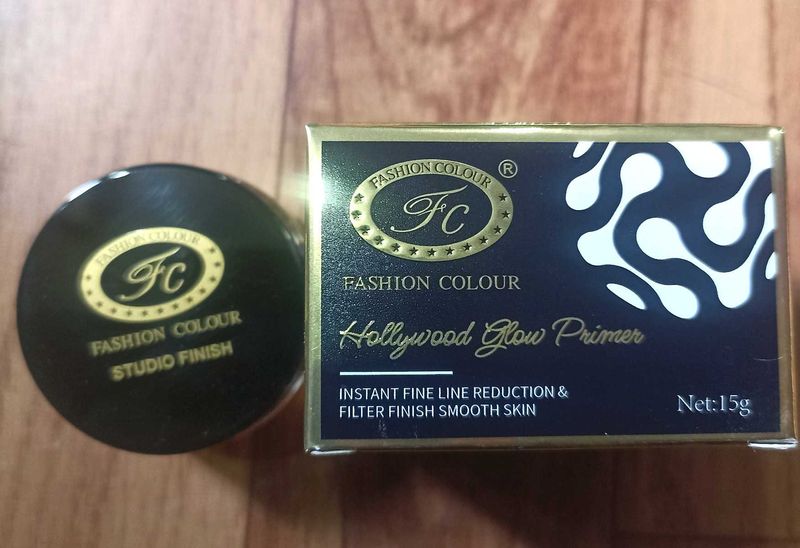 FASHION COLOUR
FC
FASHION COLOUR
STUDIO FINISH
FASHION COLOUR ®
FC
FASHION COLOUR
Hollywood Glow Primer
INSTANT FINE LINE REDUCTION &
FILTER FINISH SMOOTH SKIN
Net:15g